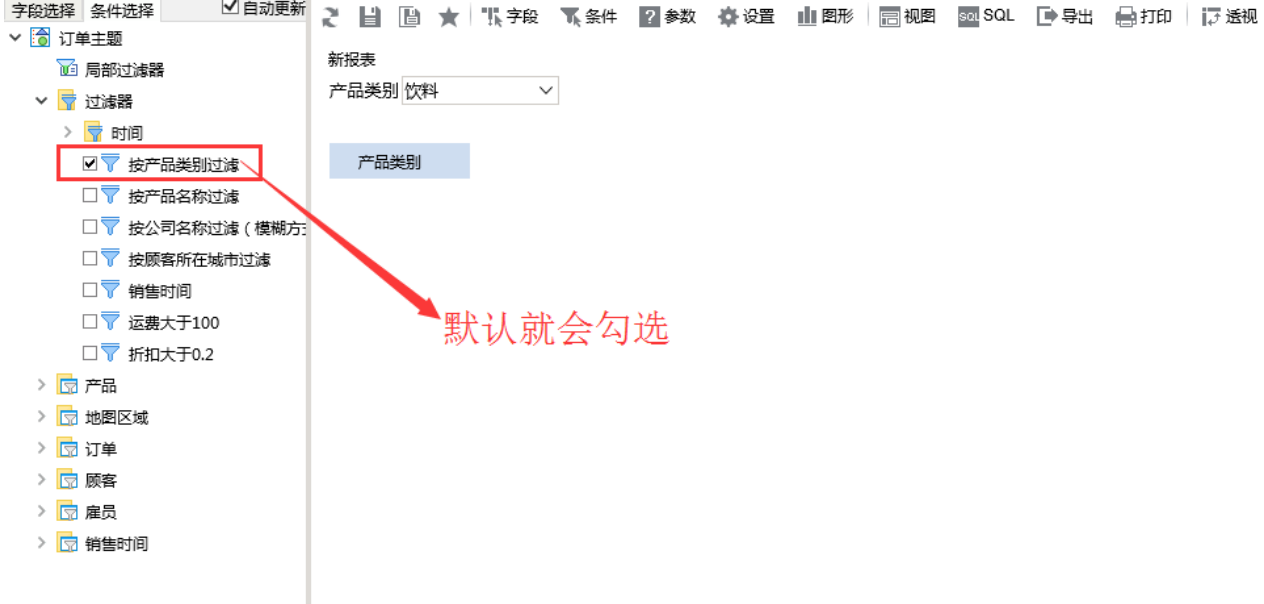 字段选择 条件选择 自动更新
字段 条件 参数 设置 图形 视图 SQL SQL 导出 打印 透视
订单主题
局部过滤器
过滤器
时间
按产品类别过滤
按产品名称过滤
按公司名称过滤（模糊方
按顾客所在城市过滤
销售时间
运费大于100
折扣大于0.2
产品
地图区域
订单
顾客
雇员
销售时间
新报表
产品类别 饮料
产品类别
默认就会勾选